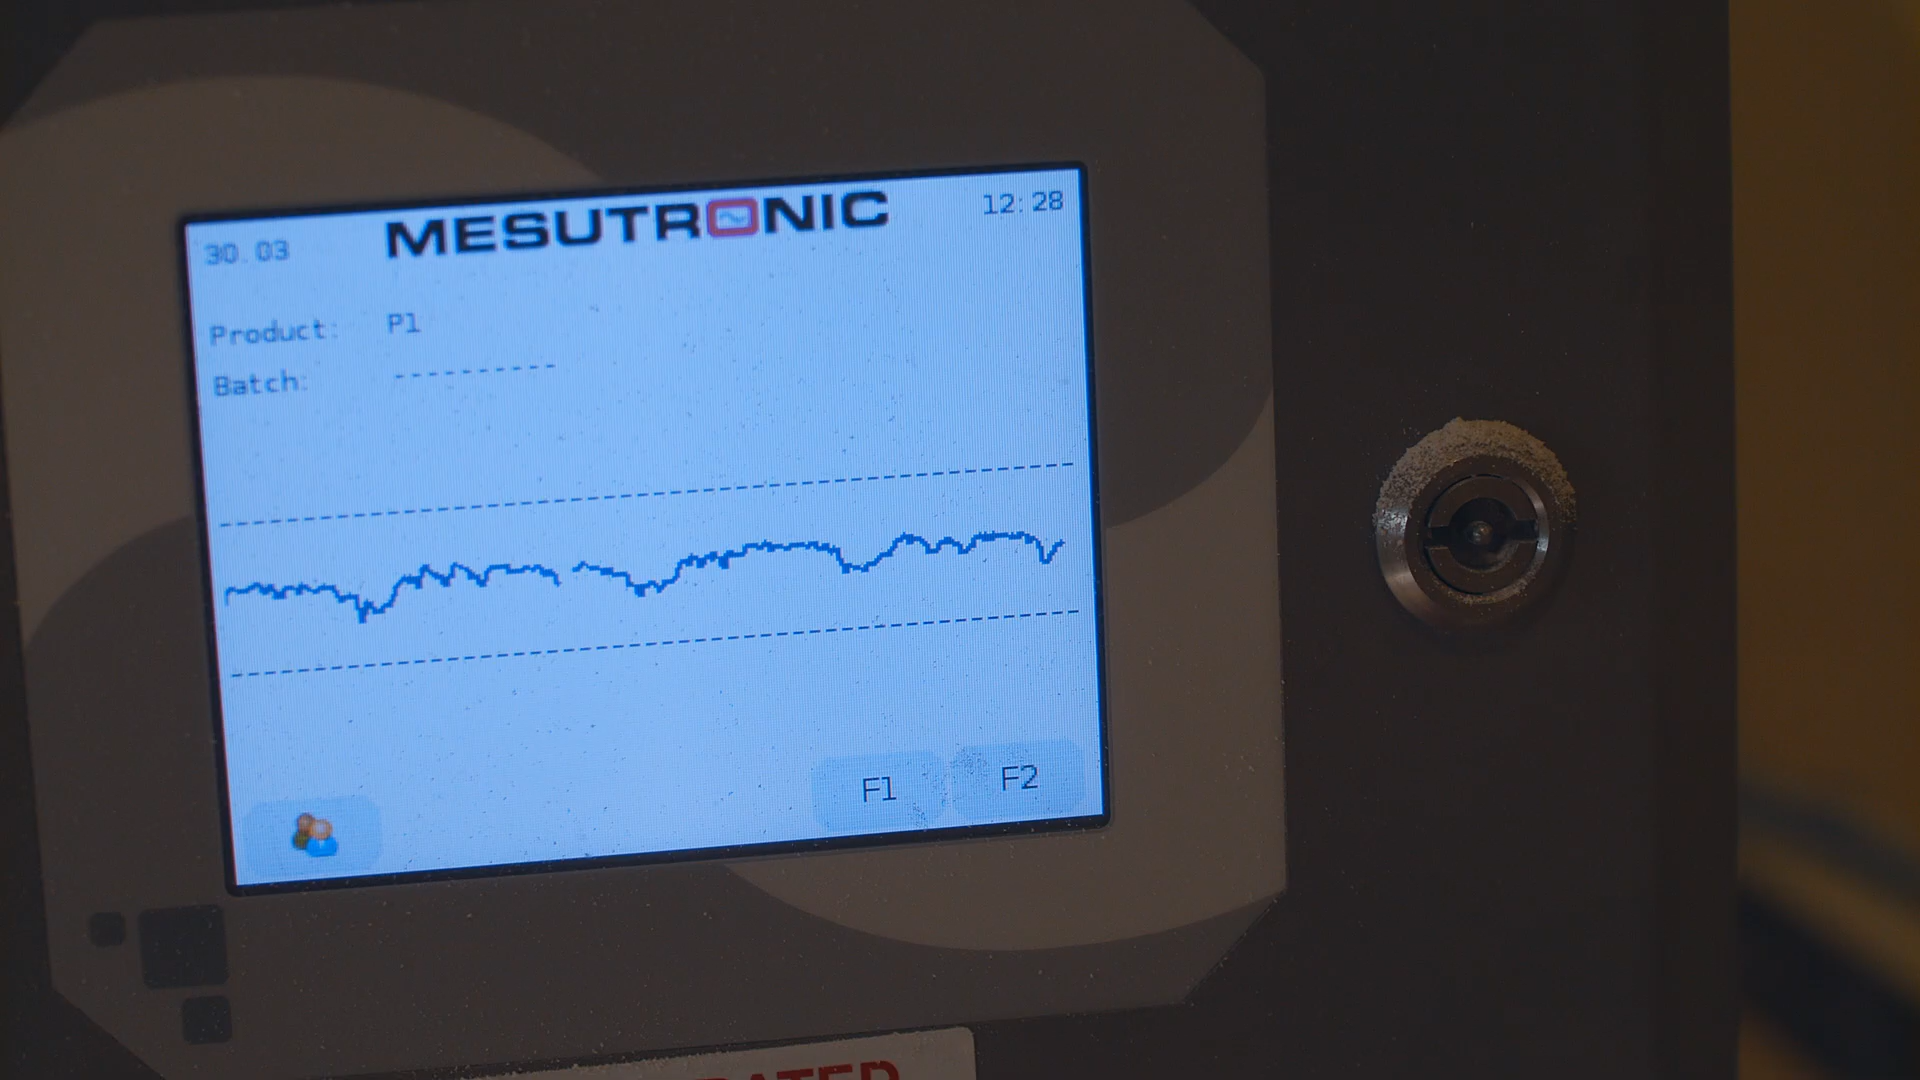 30.03 MESUTRONIC 12:28
Product: P1
Batch: ----------
F1 F2